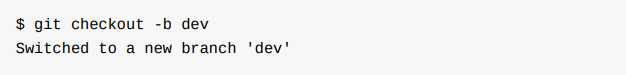 $ git checkout -b dev
Switched to a new branch 'dev'